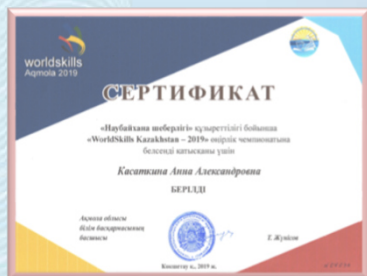 worldskills
Aqmola 2019
СЕРТИФИКАТ
«Наубайхана шеберлігі» құзыреттілігі бойынша
«WorldSkills Kazakhstan – 2019» өңірлік чемпионатына
белсенді қатысқаны үшін
Касаткина Анна Александровна
БЕРІЛДІ
Ақмола облысы
білім басқармасының
басшысы
Т. Жүпісов
Көкшетау қ., 2019 ж.